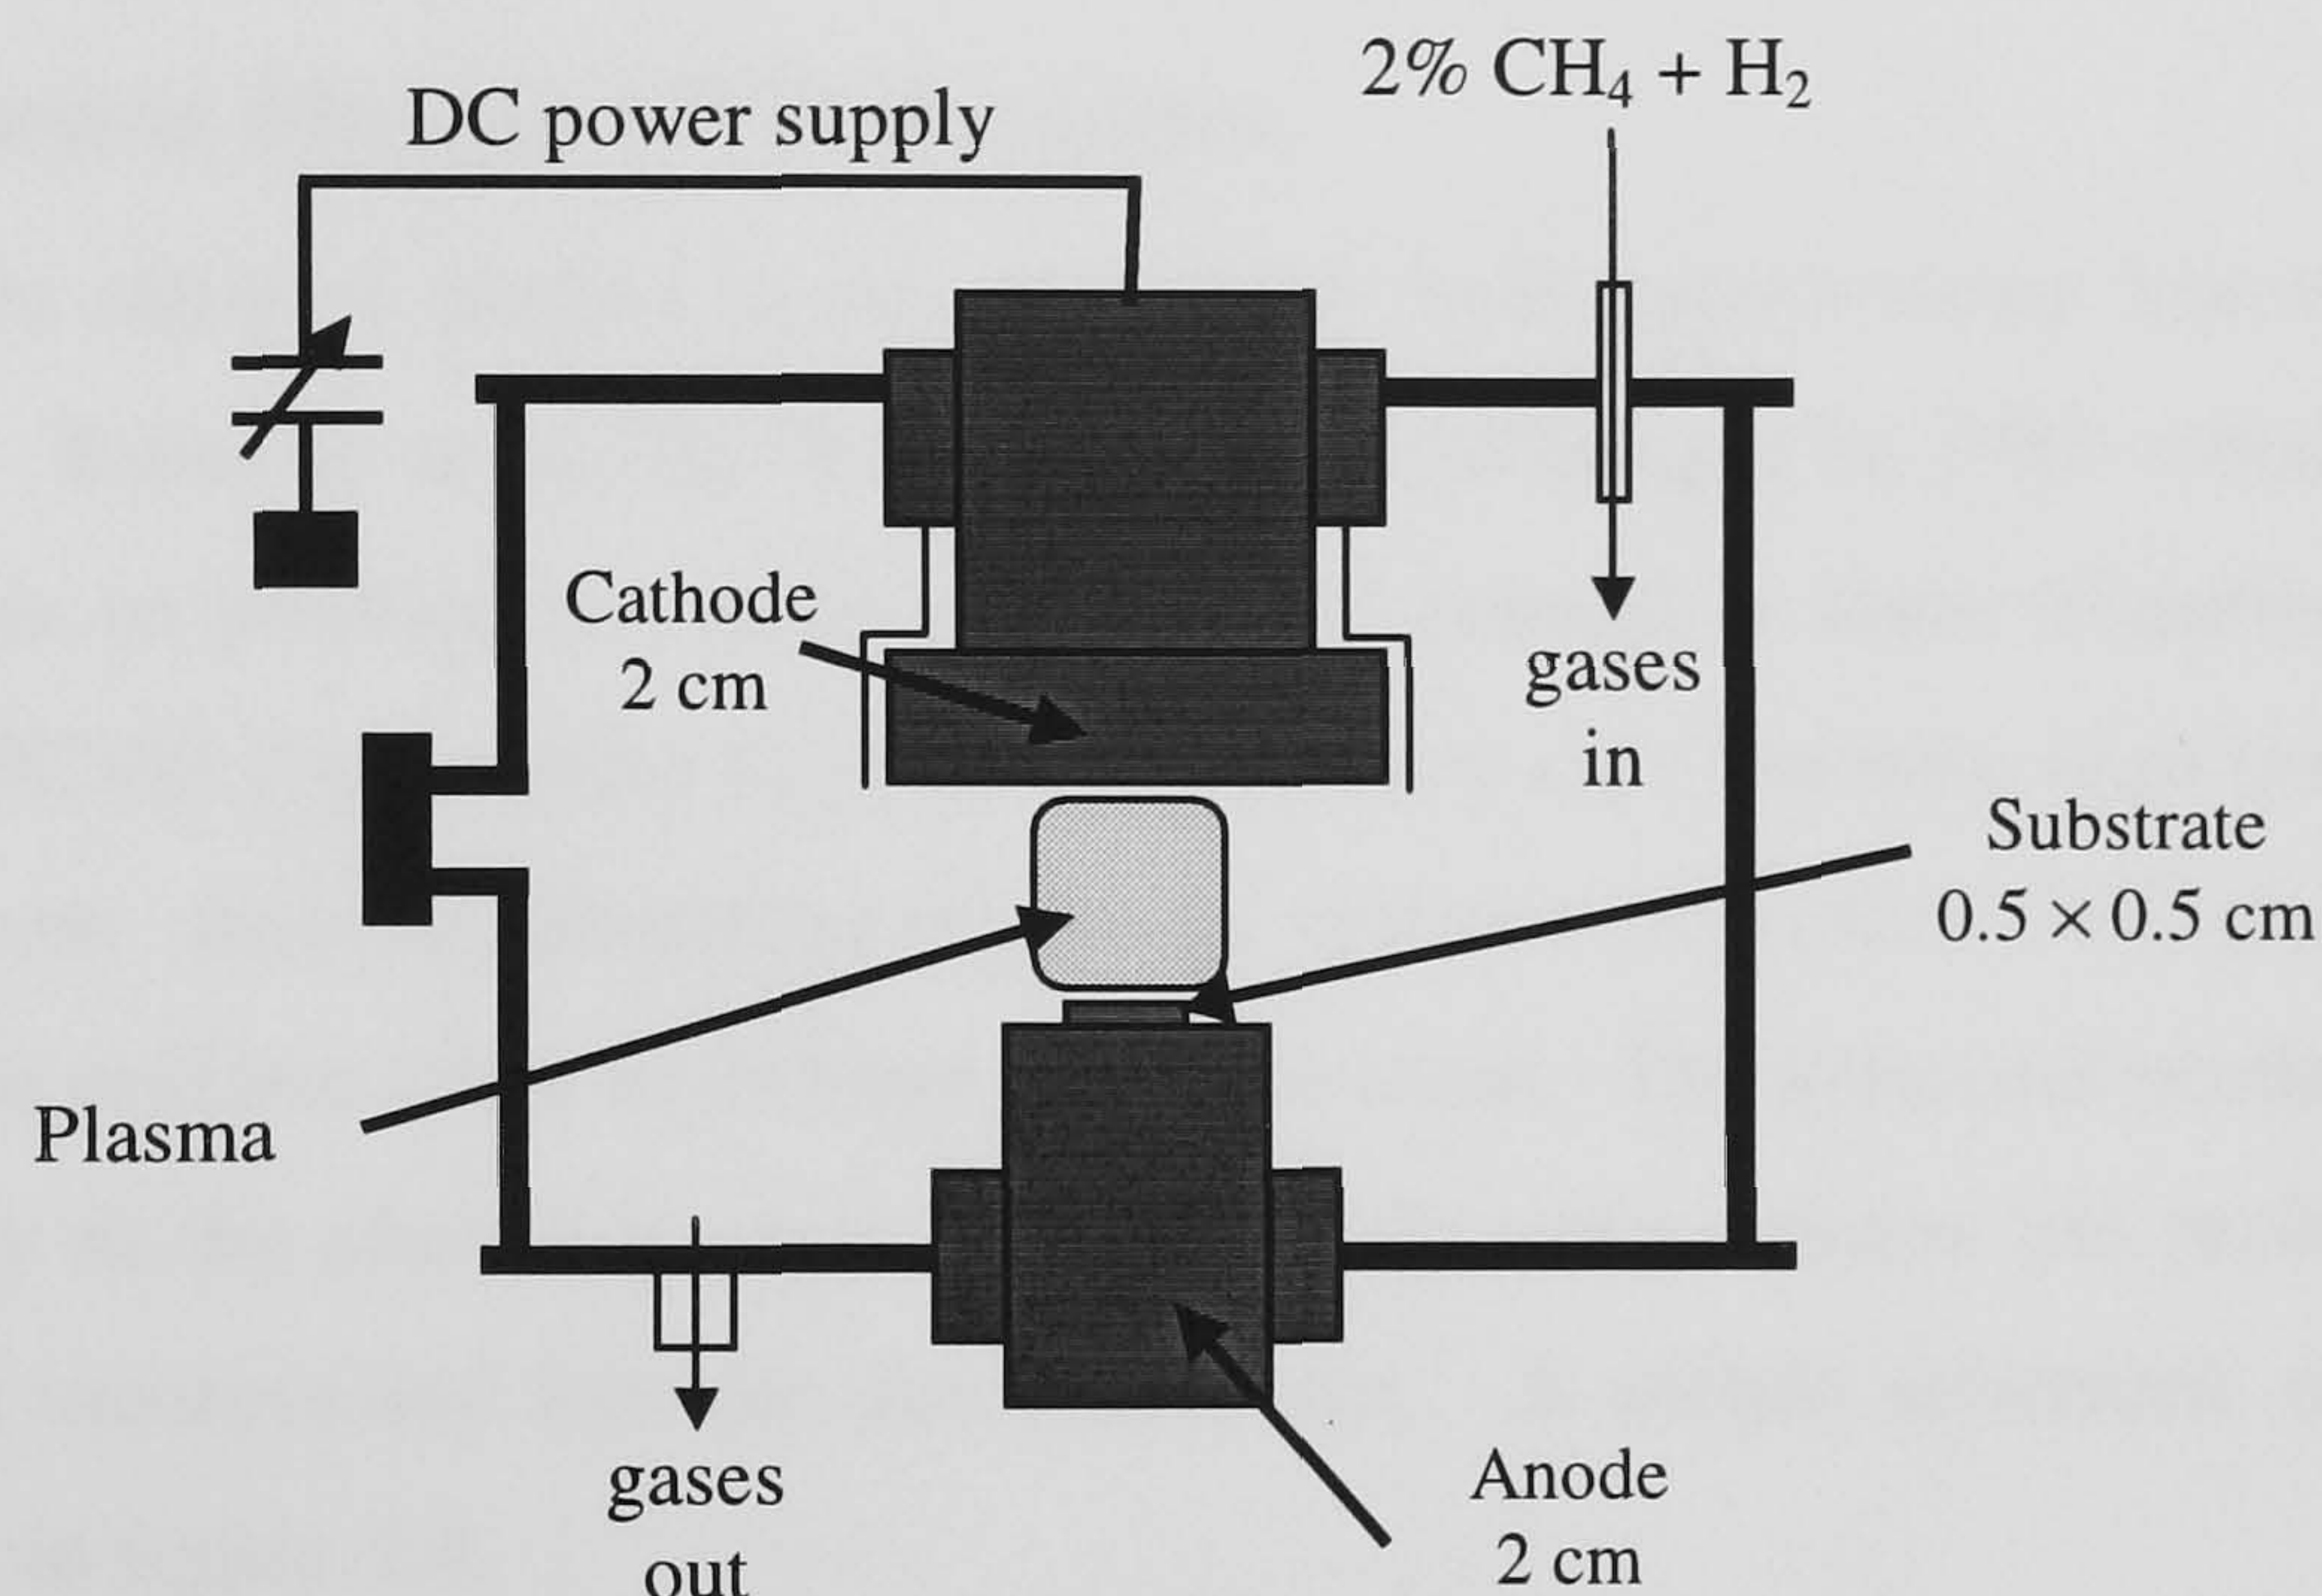 2% CH₄ + H₂
DC power supply
Cathode
2 cm
gases
in
Substrate
0.5 × 0.5 cm
Plasma
gases
out
Anode
2 cm